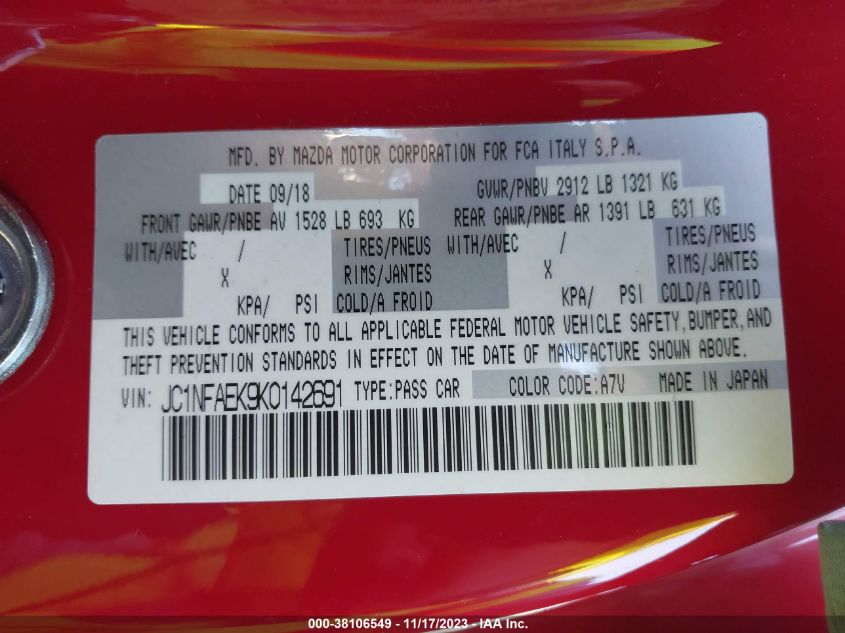 MFD. BY MAZDA MOTOR CORPORATION FOR FCA ITALY S.P.A.
DATE 09/18 GVWR/PNBV 2912 LB 1321 KG
FRONT GAWR/PNBE AV 1528 LB 693 KG REAR GAWR/PNBE AR 1391 LB 631 KG
WITH/AVEC / TIRES/PNEUS WITH/AVEC / TIRES/PNEUS
X RIMS/JANTES X RIMS/JANTES
KPA/ PSI COLD/A FROID KPA/ PSI COLD/A FROID
THIS VEHICLE CONFORMS TO ALL APPLICABLE FEDERAL MOTOR VEHICLE SAFETY, BUMPER, AND
THEFT PREVENTION STANDARDS IN EFFECT ON THE DATE OF MANUFACTURE SHOWN ABOVE.
VIN: JC1NFAEK9K0142691 TYPE:PASS CAR COLOR CODE:A7V MADE IN JAPAN
000-38106549 - 11/17/2023 - IAA Inc.